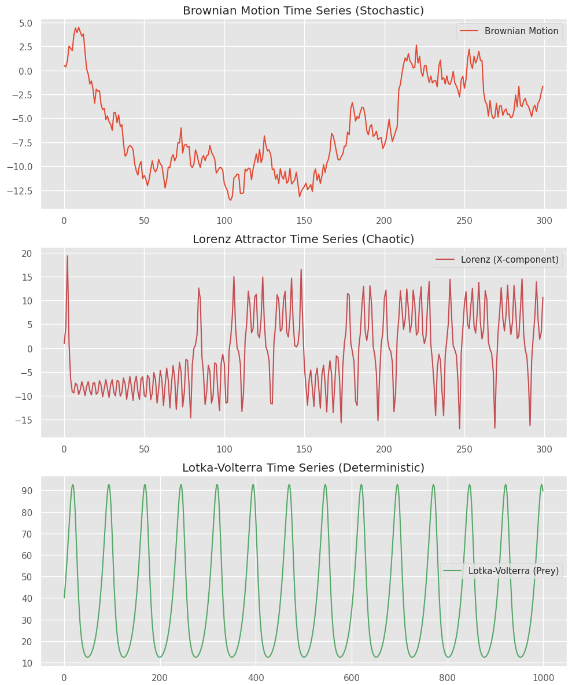 Brownian Motion Time Series (Stochastic)
Brownian Motion
5.0
2.5
0.0
−2.5
−5.0
−7.5
−10.0
−12.5
0 50 100 150 200 250 300
Lorenz Attractor Time Series (Chaotic)
Lorenz (X-component)
20
15
10
5
0
−5
−10
−15
0 50 100 150 200 250 300
Lotka-Volterra Time Series (Deterministic)
90
80
70
60
50
Lotka-Volterra (Prey)
40
30
20
10
0 200 400 600 800 1000